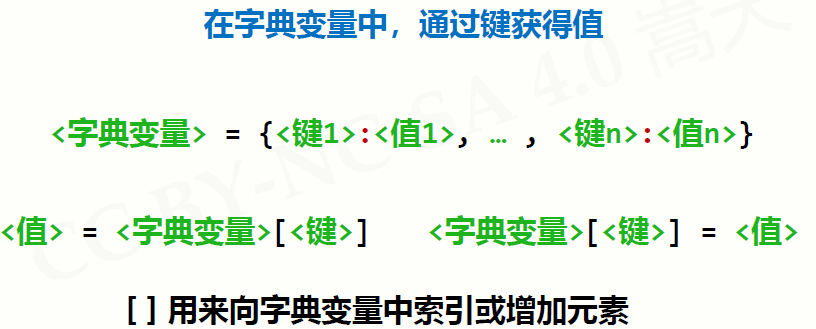 在字典变量中，通过键获得值
<字典变量> = {<键1>:<值1>, … , <键n>:<值n>}
<值> = <字典变量>[<键>] <字典变量>[<键>] = <值>
[ ] 用来向字典变量中索引或增加元素
CC BY-NC-SA 4.0 嵩天